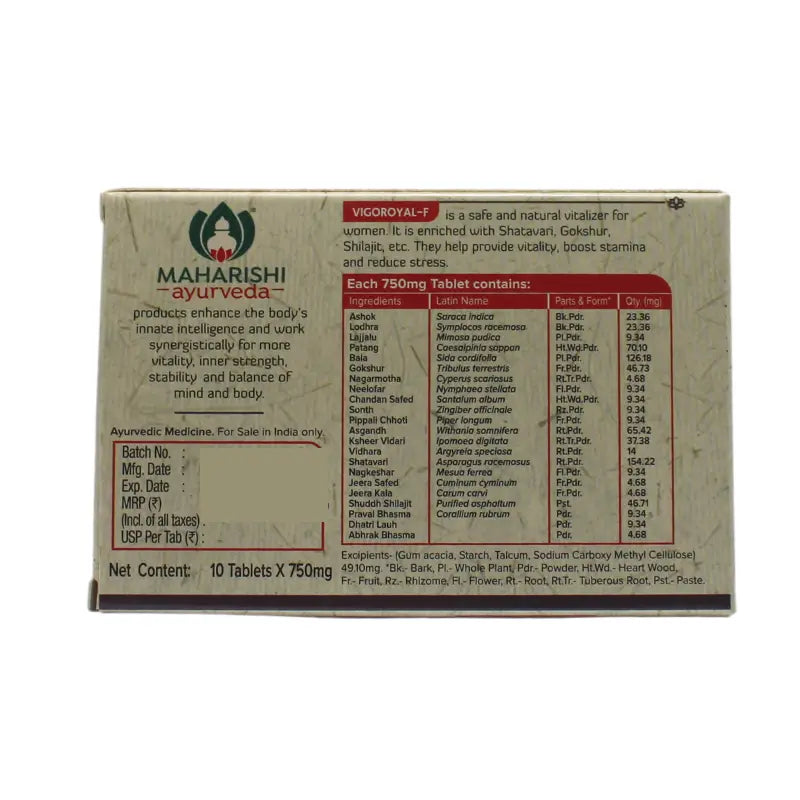 MAHARISHI
ayurveda
products enhance the body's
innate intelligence and work
synergistically for more
vitality, inner strength,
stability and balance of
mind and body.
Ayurvedic Medicine. For Sale in India only.
Batch No. :
Mfg. Date :
Exp. Date :
MRP (₹)
(Incl. of all taxes) .
USP Per Tab (₹) :
Net Content: 10 Tablets X 750mg
VIGOROYAL-F is a safe and natural vitalizer for
women. It is enriched with Shatavari, Gokshur,
Shilajit, etc. They help provide vitality, boost stamina
and reduce stress.
Each 750mg Tablet contains:
Ingredients Latin Name Parts & Form* Qty. (mg)
Ashok Saraca indica Bk.Pdr. 23.36
Lodhra Symplocos racemosa Bk.Pdr. 23.36
Lajjalu Mimosa pudica Pl.Pdr. 9.34
Patang Caesalpinia sappan Ht.Wd.Pdr. 70.10
Bala Sida cordifolia Pl.Pdr. 126.18
Gokshur Tribulus terrestris Fr.Pdr. 46.73
Nagarmotha Cyperus scariosus Rt.Tr.Pdr. 4.68
Neelofar Nymphaea stellata Fl.Pdr. 9.34
Chandan Safed Santalum album Ht.Wd.Pdr. 9.34
Sonth Zingiber officinale Rz.Pdr. 9.34
Pippali Chhoti Piper longum Fr.Pdr. 9.34
Asgandh Withania somnifera Rt.Pdr. 65.42
Ksheer Vidari Ipomoea digitata Rt.Tr.Pdr. 37.38
Vidhara Argyreia speciosa Rt.Pdr. 14
Shatavari Asparagus racemosus Rt.Pdr. 154.22
Nagkeshar Mesua ferrea Fl.Pdr. 9.34
Jeera Safed Cuminum cyminum Fr.Pdr. 4.68
Jeera Kala Carum carvi Fr.Pdr. 4.68
Shuddh Shilajit Purified asphaltum Pst. 46.71
Praval Bhasma Corallium rubrum Pdr. 9.34
Dhatri Lauh Pdr. 9.34
Abhrak Bhasma Pdr. 4.68
Excipients- (Gum acacia, Starch, Talcum, Sodium Carboxy Methyl Cellulose)
49.10mg. *Bk.- Bark, Pl.- Whole Plant, Pdr.- Powder, Ht.Wd.- Heart Wood,
Fr.- Fruit, Rz.- Rhizome, Fl.- Flower, Rt.- Root, Rt.Tr.- Tuberous Root, Pst.- Paste.